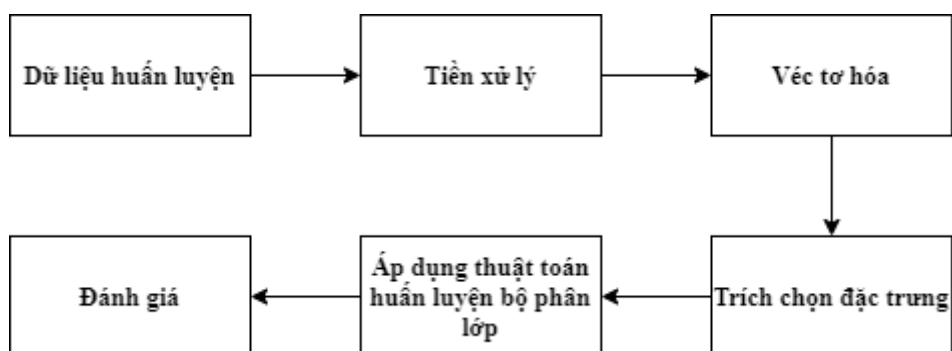 Dữ liệu huấn luyện
Tiền xử lý
Véc tơ hóa
Trích chọn đặc trưng
Áp dụng thuật toán
huấn luyện bộ phân
lớp
Đánh giá